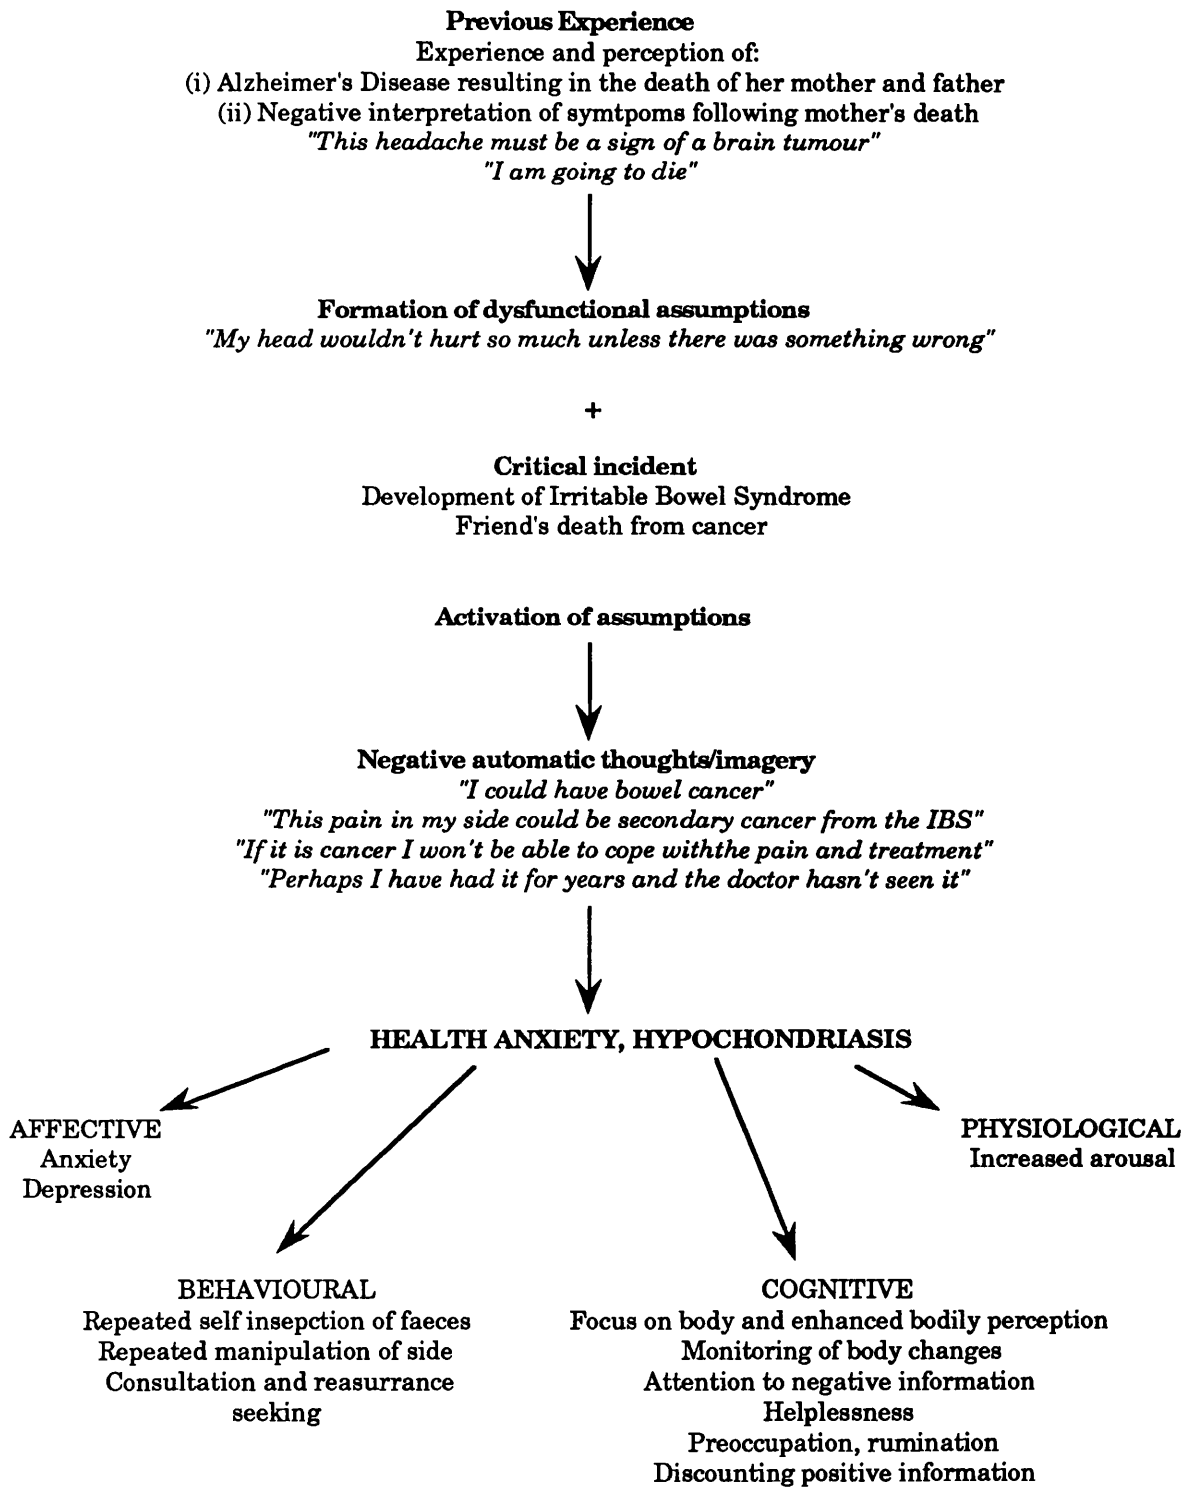 Previous Experience
Experience and perception of:
(i) Alzheimer's Disease resulting in the death of her mother and father
(ii) Negative interpretation of symtpoms following mother's death
"This headache must be a sign of a brain tumour"
"I am going to die"
Formation of dysfunctional assumptions
"My head wouldn't hurt so much unless there was something wrong"
+
Critical incident
Development of Irritable Bowel Syndrome
Friend's death from cancer
Activation of assumptions
Negative automatic thoughts/imagery
"I could have bowel cancer"
"This pain in my side could be secondary cancer from the IBS"
"If it is cancer I won't be able to cope withthe pain and treatment"
"Perhaps I have had it for years and the doctor hasn't seen it"
HEALTH ANXIETY, HYPOCHONDRIASIS
AFFECTIVE
Anxiety
Depression
PHYSIOLOGICAL
Increased arousal
BEHAVIOURAL
Repeated self insepction of faeces
Repeated manipulation of side
Consultation and reasurrance
seeking
COGNITIVE
Focus on body and enhanced bodily perception
Monitoring of body changes
Attention to negative information
Helplessness
Preoccupation, rumination
Discounting positive information